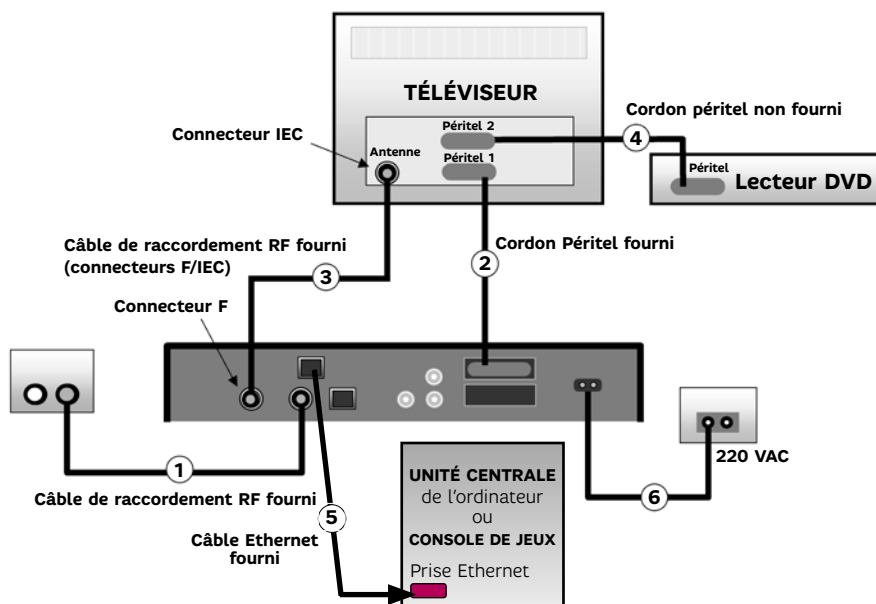 TÉLÉVISEUR
Cordon péritel non fourni
Connecteur IEC
Péritel 2
4
Antenne
Péritel 1
Péritel
Lecteur DVD
Câble de raccordement RF fourni
(connecteurs F/IEC)
Cordon Péritel fourni
2
3
Connecteur F
220 VAC
1
UNITÉ CENTRALE
de l'ordinateur
ou
CONSOLE DE JEUX
Prise Ethernet
6
Câble de raccordement RF fourni
5
Câble Ethernet
fourni